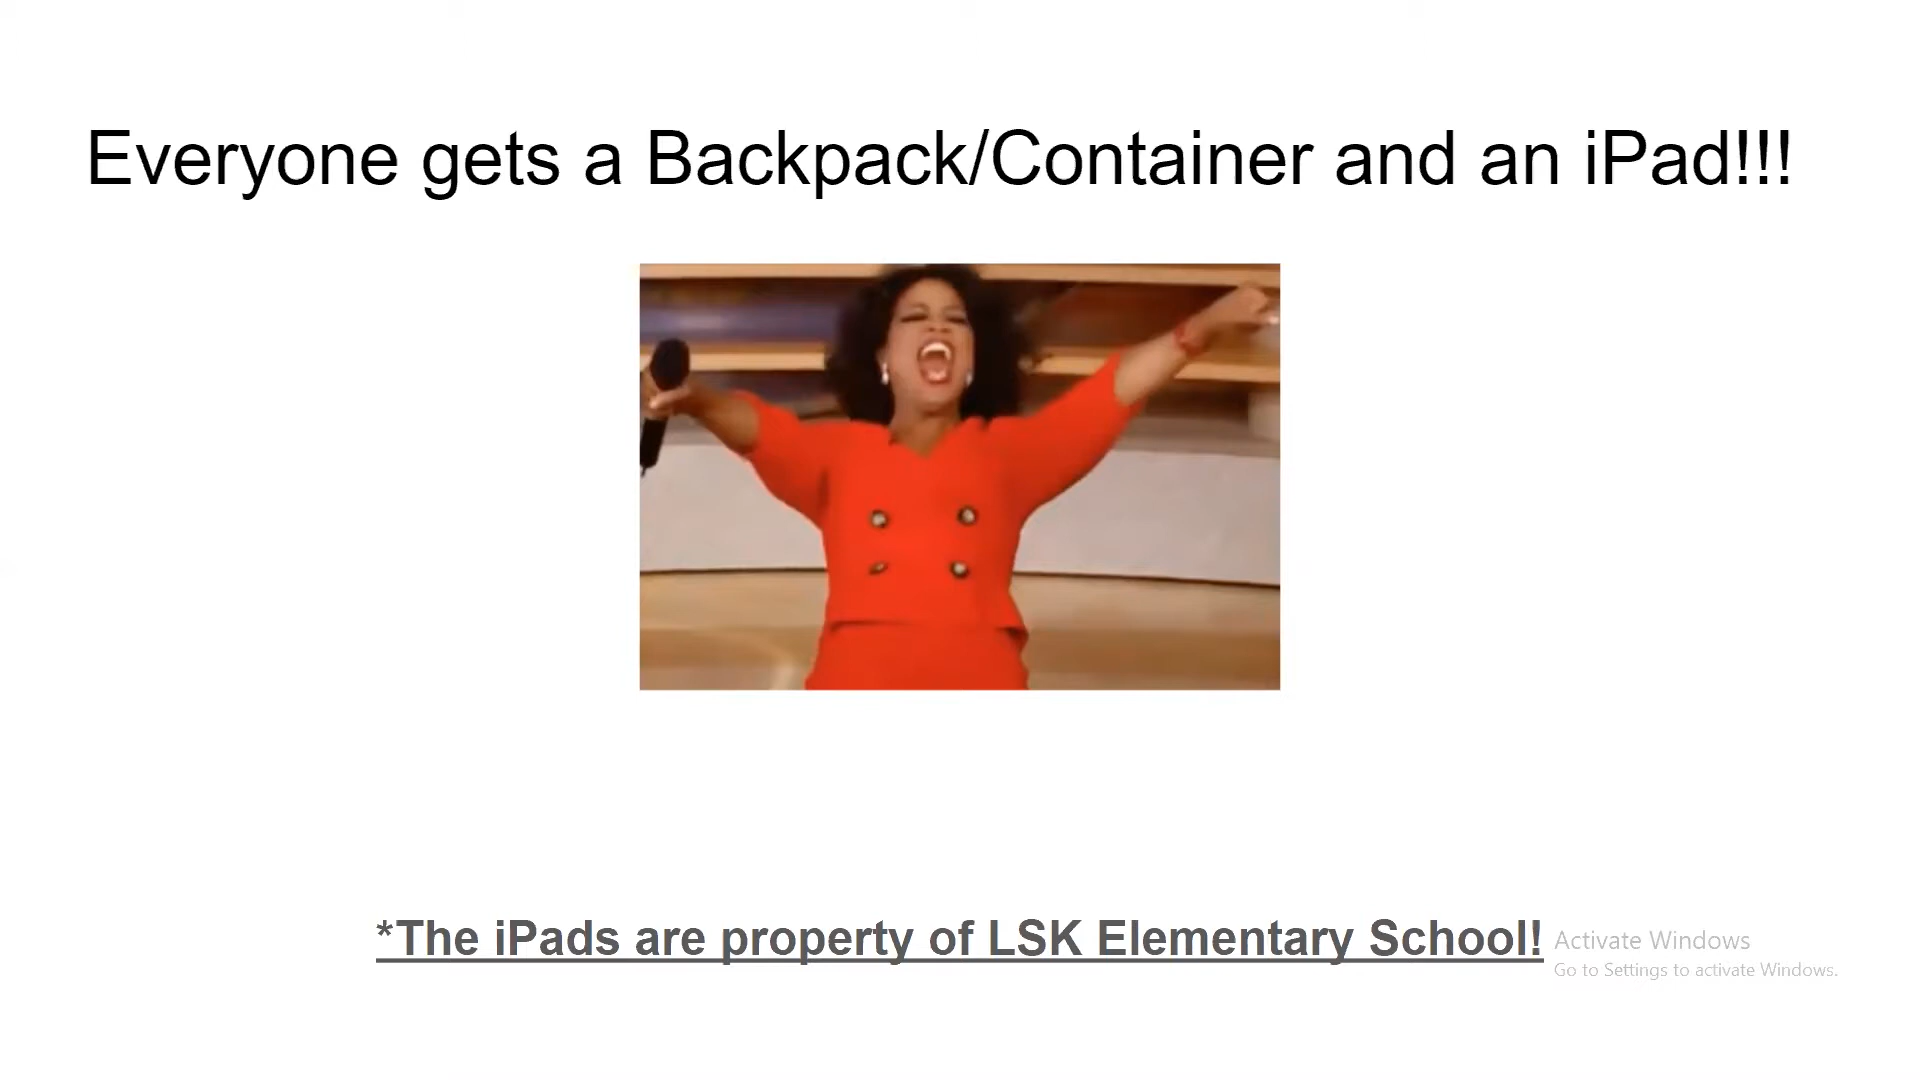 Everyone gets a Backpack/Container and an iPad!!!
*The iPads are property of LSK Elementary School!
Activate Windows
Go to Settings to activate Windows.